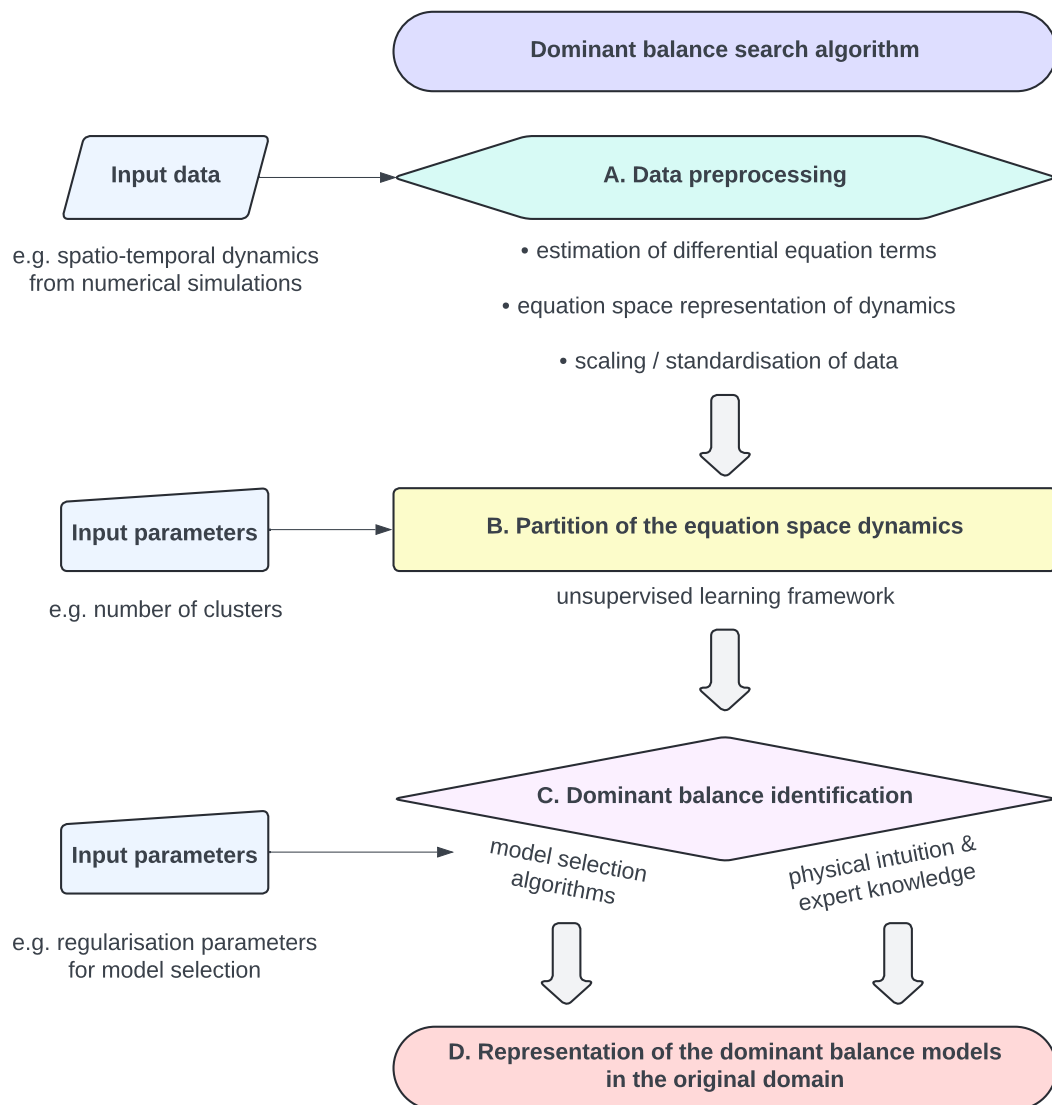 Dominant balance search algorithm
Input data
A. Data preprocessing
e.g. spatio-temporal dynamics
from numerical simulations
• estimation of differential equation terms
• equation space representation of dynamics
• scaling / standardisation of data
Input parameters
B. Partition of the equation space dynamics
e.g. number of clusters
unsupervised learning framework
C. Dominant balance identification
Input parameters
model selection
algorithms
physical intuition &
expert knowledge
e.g. regularisation parameters
for model selection
D. Representation of the dominant balance models
in the original domain